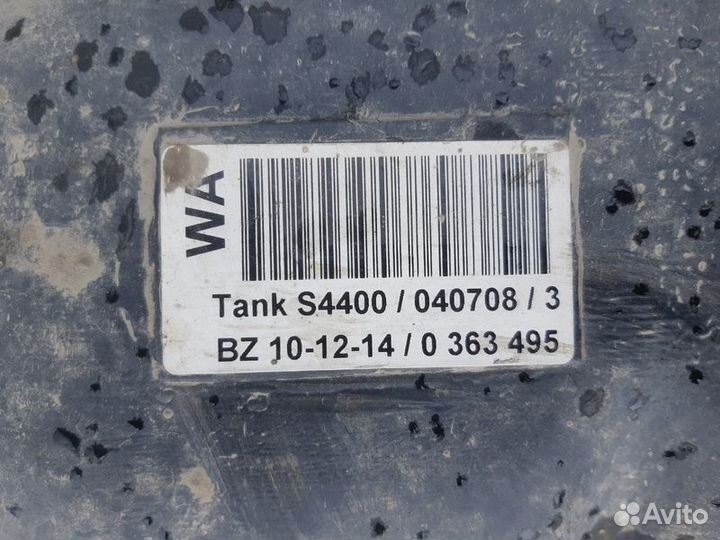 WA
Tank S4400 / 040708 / 3
BZ 10-12-14 / 0 363 495
Avito